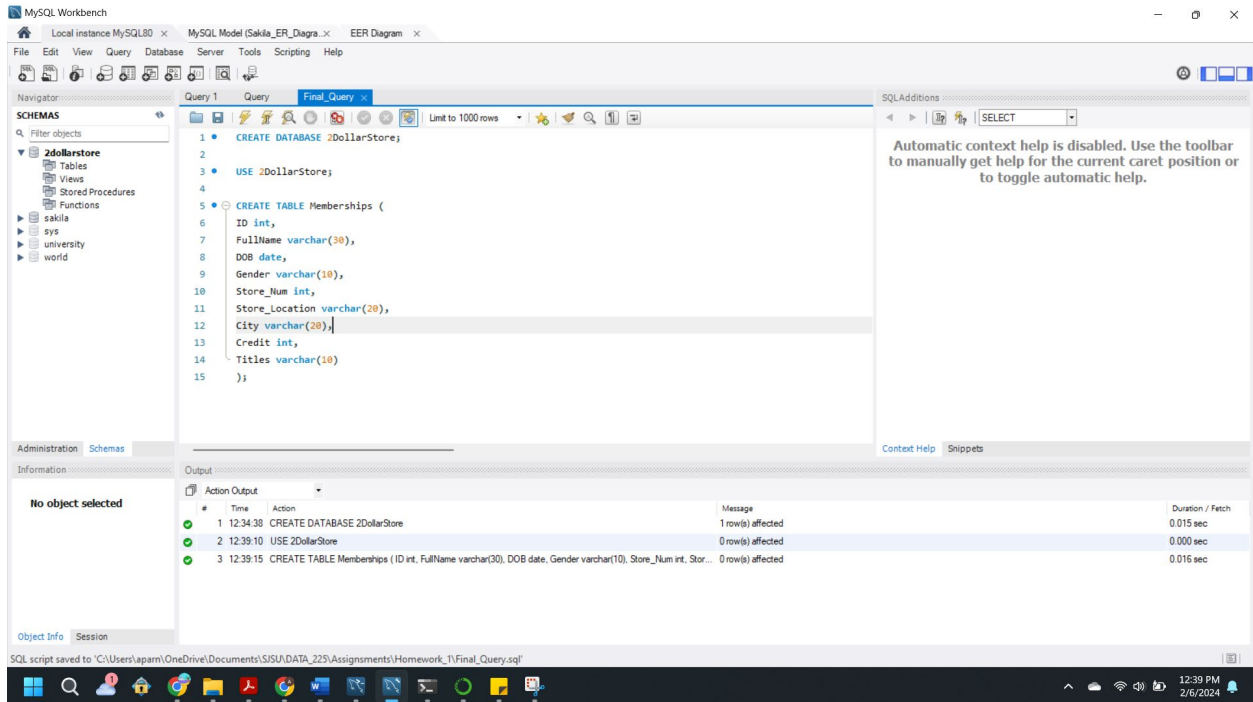 MySQL Workbench
Local instance MySQL80 × MySQL Model (Sakila_ER_Diagra..× EER Diagram ×
File Edit View Query Database Server Tools Scripting Help
Navigator Query 1 Query Final_Query × SQLAdditions
SCHEMAS Limit to 1000 rows SELECT
Filter objects
2dollarstore
Tables
Views
Stored Procedures
Functions
sakila
sys
university
world
1 CREATE DATABASE 2DollarStore;
2
3 USE 2DollarStore;
4
5 CREATE TABLE Memberships (
6 ID int,
7 FullName varchar(30),
8 DOB date,
9 Gender varchar(10),
10 Store_Num int,
11 Store_Location varchar(20),
12 City varchar(20),
13 Credit int,
14 Titles varchar(10)
15 );
Automatic context help is disabled. Use the toolbar
to manually get help for the current caret position or
to toggle automatic help.
Administration Schemas Context Help Snippets
Information Output
No object selected
Action Output
# Time Action Message Duration / Fetch
1 12:34:38 CREATE DATABASE 2DollarStore 1 row(s) affected 0.015 sec
2 12:39:10 USE 2DollarStore 0 row(s) affected 0.000 sec
3 12:39:15 CREATE TABLE Memberships ( ID int, FullName varchar(30), DOB date, Gender varchar(10), Store_Num int, Stor... 0 row(s) affected 0.016 sec
Object Info Session
SQL script saved to 'C:\Users\aparn\OneDrive\Documents\SJSU\DATA_225\Assignsments\Homework_1\Final_Query.sql'
12:39 PM
2/6/2024